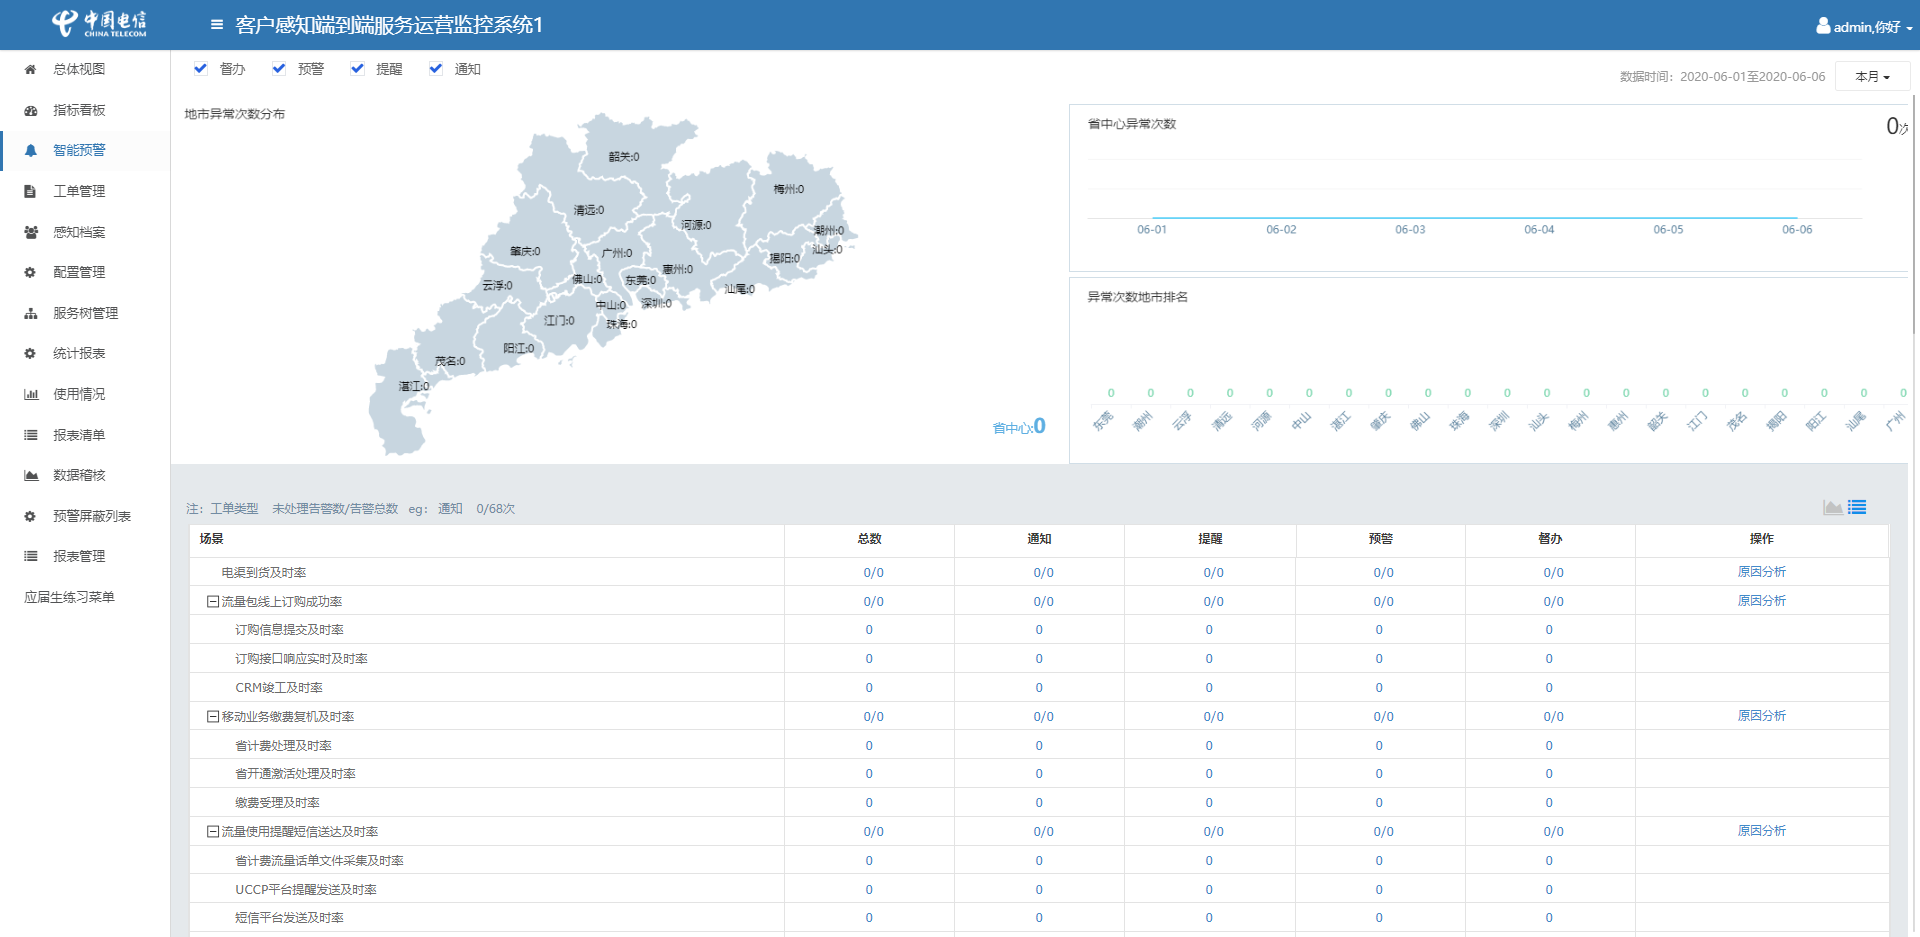 中国电信
CHINA TELECOM
客户感知端到端服务运营监控系统1
admin,你好
总体视图
指标看板
智能预警
工单管理
感知档案
配置管理
服务树管理
统计报表
使用情况
报表清单
数据稽核
预警屏蔽列表
报表管理
应届生练习菜单
督办 预警 提醒 通知
数据时间：2020-06-01至2020-06-06 本月
地市异常次数分布
韶关:0
梅州:0
清远:0
河源:0
潮州:0
汕头:0
肇庆:0
广州:0
揭阳:0
惠州:0
佛山:0
东莞:0
云浮:0
汕尾:0
中山:0
深圳:0
江门:0
珠海:0
阳江:0
茂名:0
湛江:0
省中心:0
省中心异常次数
0次
06-01 06-02 06-03 06-04 06-05 06-06
异常次数地市排名
0 0 0 0 0 0 0 0 0 0 0 0 0 0 0 0 0 0 0 0 0
东莞 潮州 云浮 清远 河源 中山 湛江 肇庆 佛山 珠海 深圳 汕头 梅州 惠州 韶关 江门 茂名 揭阳 阳江 汕尾 广州
注：工单类型 未处理告警数/告警总数 eg：通知 0/68次
场景 总数 通知 提醒 预警 督办 操作
电渠到货及时率 0/0 0/0 0/0 0/0 0/0 原因分析
流量包线上订购成功率 0/0 0/0 0/0 0/0 0/0 原因分析
订购信息提交及时率 0 0 0 0 0
订购接口响应实时及时率 0 0 0 0 0
CRM竣工及时率 0 0 0 0 0
移动业务缴费复机及时率 0/0 0/0 0/0 0/0 0/0 原因分析
省计费处理及时率 0 0 0 0 0
省开通激活处理及时率 0 0 0 0 0
缴费受理及时率 0 0 0 0 0
流量使用提醒短信送达及时率 0/0 0/0 0/0 0/0 0/0 原因分析
省计费流量话单文件采集及时率 0 0 0 0 0
UCCP平台提醒发送及时率 0 0 0 0 0
短信平台发送及时率 0 0 0 0 0